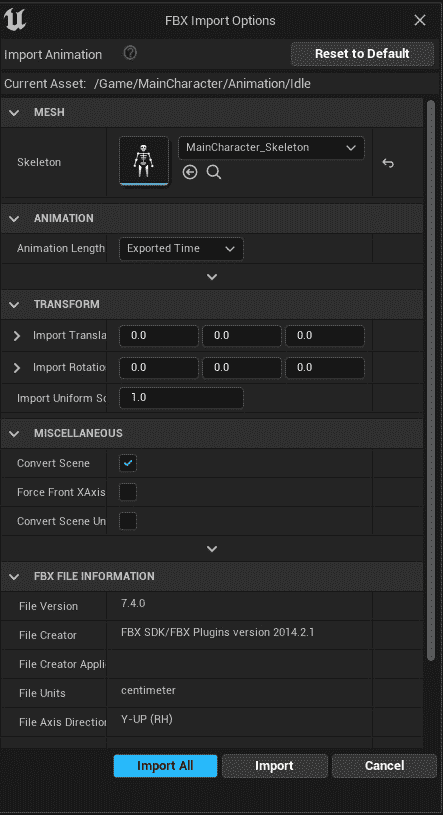 FBX Import Options
Import Animation
Reset to Default
Current Asset: /Game/MainCharacter/Animation/Idle
MESH
Skeleton
MainCharacter_Skeleton
ANIMATION
Animation Length
Exported Time
TRANSFORM
Import Transla 0.0 0.0 0.0
Import Rotatio 0.0 0.0 0.0
Import Uniform Sc 1.0
MISCELLANEOUS
Convert Scene
Force Front XAxis
Convert Scene Un
FBX FILE INFORMATION
File Version 7.4.0
File Creator FBX SDK/FBX Plugins version 2014.2.1
File Creator Appli
File Units centimeter
File Axis Direction Y-UP (RH)
Import All Import Cancel